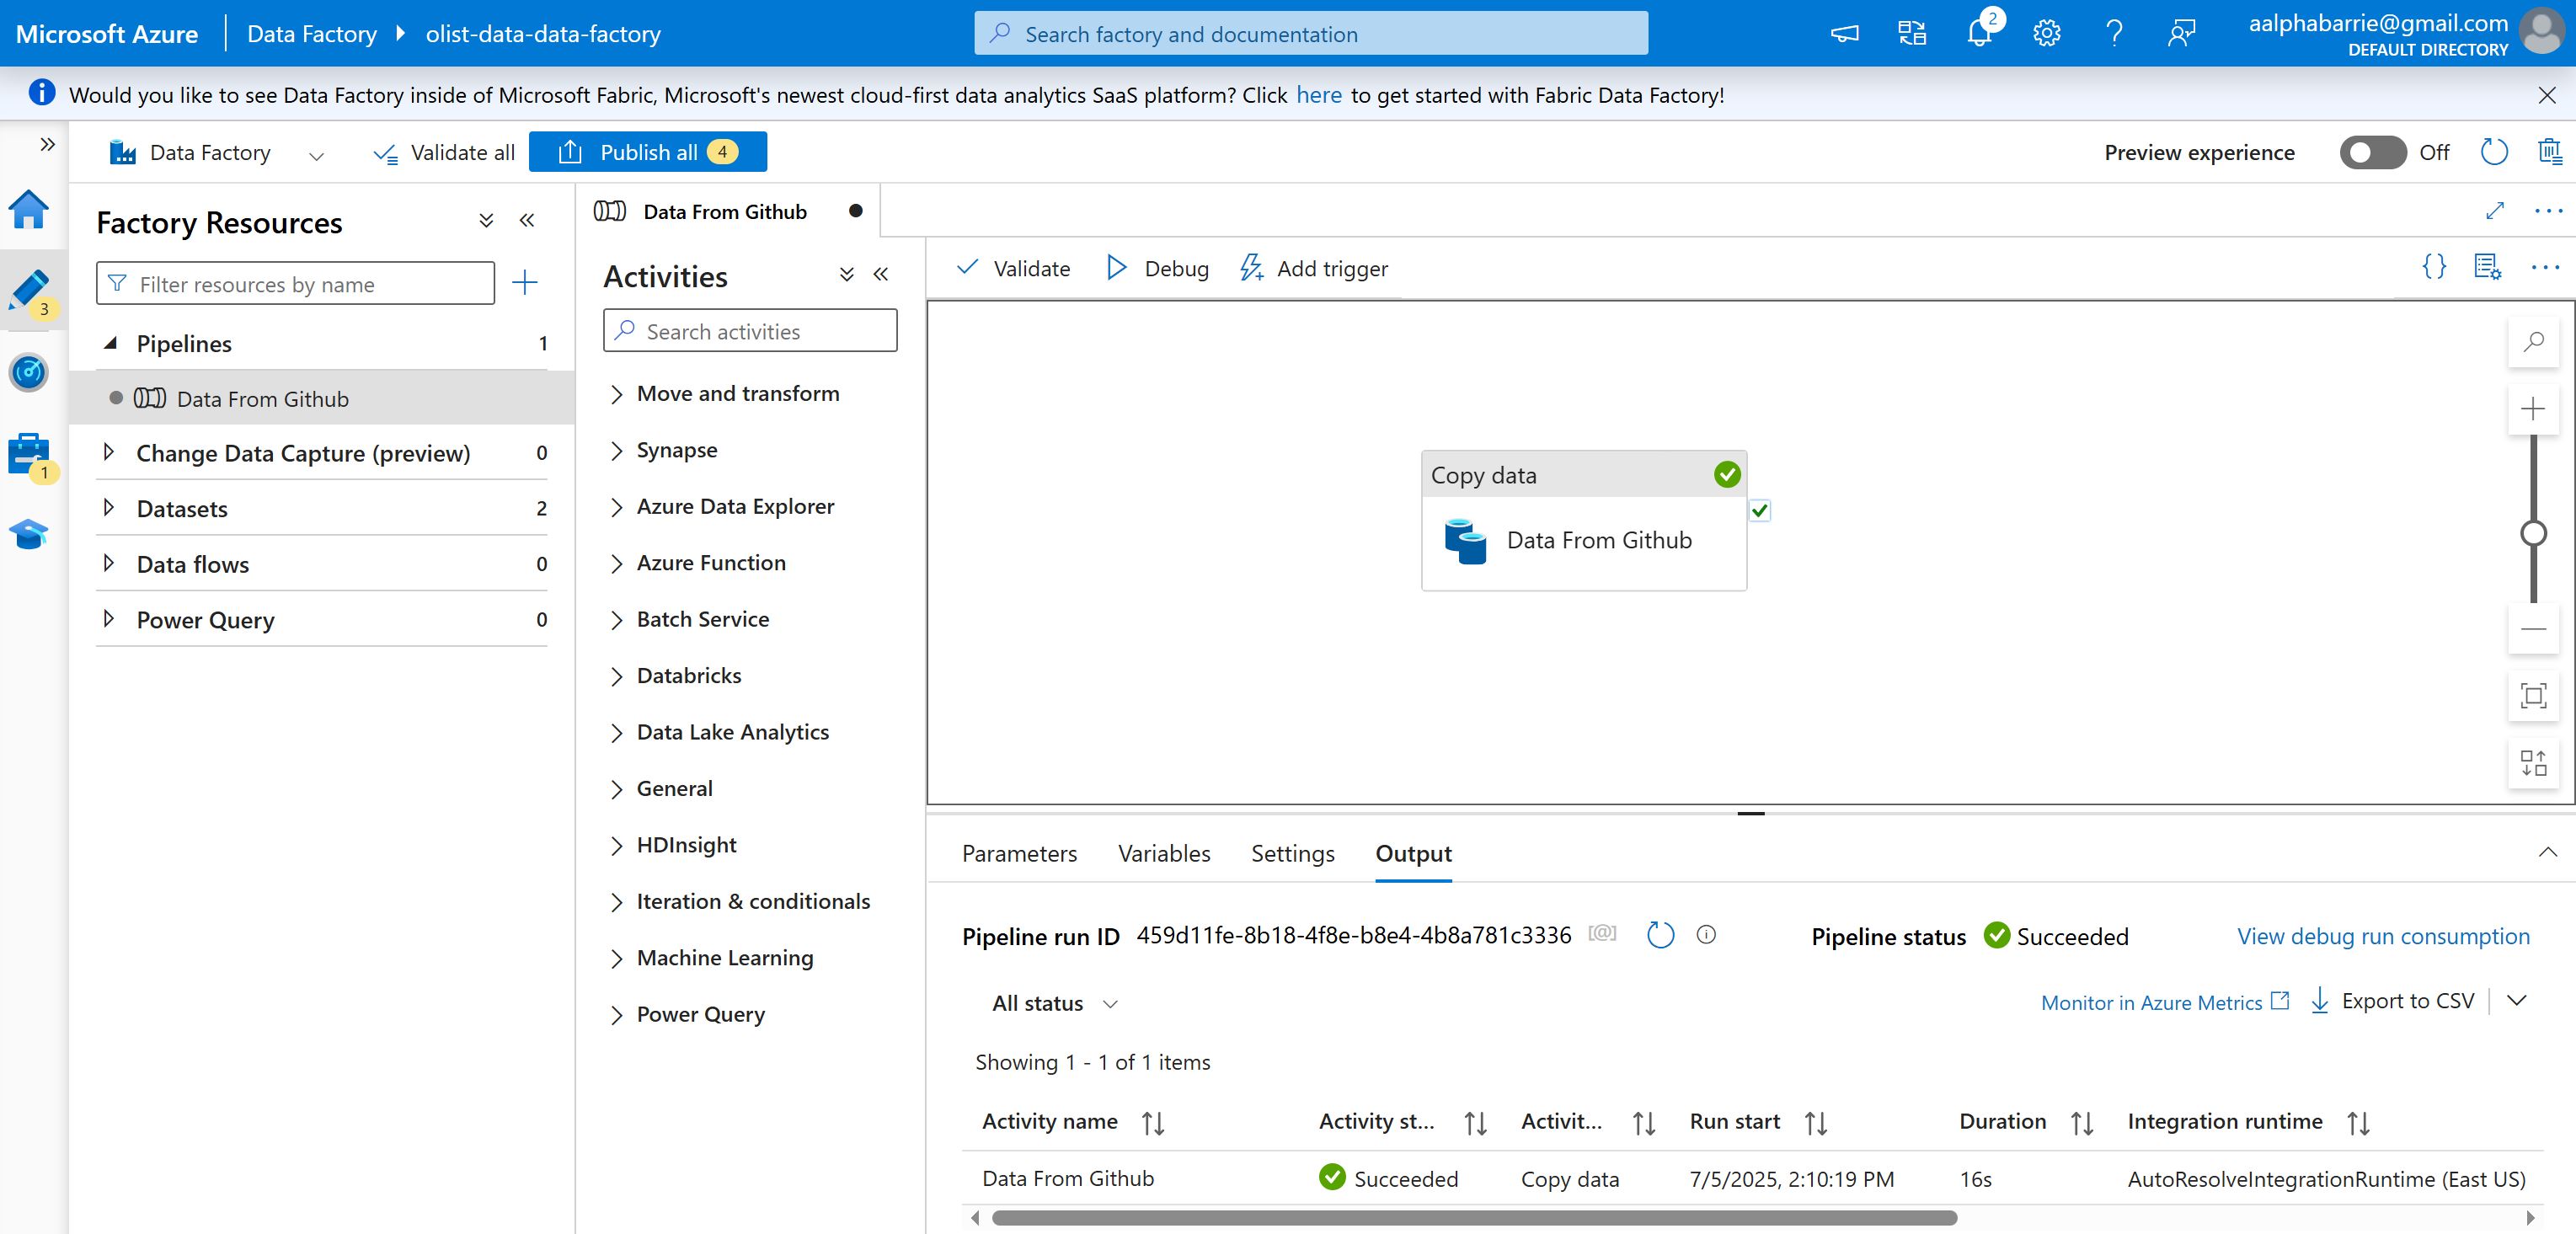 Microsoft Azure
Data Factory
olist-data-data-factory
Search factory and documentation
2
aalphabarrie@gmail.com
DEFAULT DIRECTORY
Would you like to see Data Factory inside of Microsoft Fabric, Microsoft's newest cloud-first data analytics SaaS platform? Click here to get started with Fabric Data Factory!
Data Factory
Validate all
Publish all 4
Preview experience
Off
3
1
Factory Resources
Filter resources by name
Pipelines 1
Data From Github
Change Data Capture (preview) 0
Datasets 2
Data flows 0
Power Query 0
Data From Github
Activities
Search activities
Move and transform
Synapse
Azure Data Explorer
Azure Function
Batch Service
Databricks
Data Lake Analytics
General
HDInsight
Iteration & conditionals
Machine Learning
Power Query
Validate
Debug
Add trigger
{}
Copy data
Data From Github
Parameters
Variables
Settings
Output
Pipeline run ID 459d11fe-8b18-4f8e-b8e4-4b8a781c3336 [@]
Pipeline status Succeeded
View debug run consumption
All status
Monitor in Azure Metrics
Export to CSV
Showing 1 - 1 of 1 items
Activity name Activity st... Activit... Run start Duration Integration runtime
Data From Github Succeeded Copy data 7/5/2025, 2:10:19 PM 16s AutoResolveIntegrationRuntime (East US)